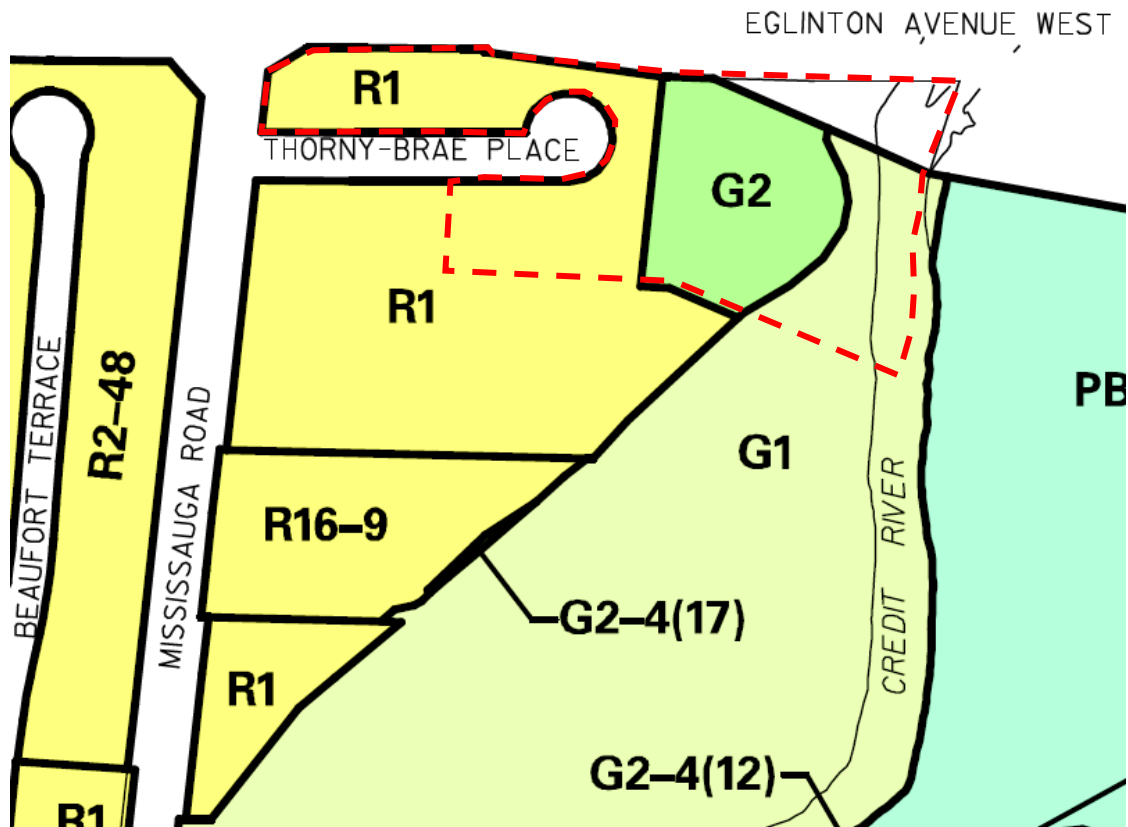 EGLINTON AVENUE WEST
R1
THORNY-BRAE PLACE
G2
R1
BEAUFORT TERRACE
R2–48
MISSISSAUGA ROAD
PB
G1
R16–9
CREDIT RIVER
G2–4(17)
R1
G2–4(12)
R1